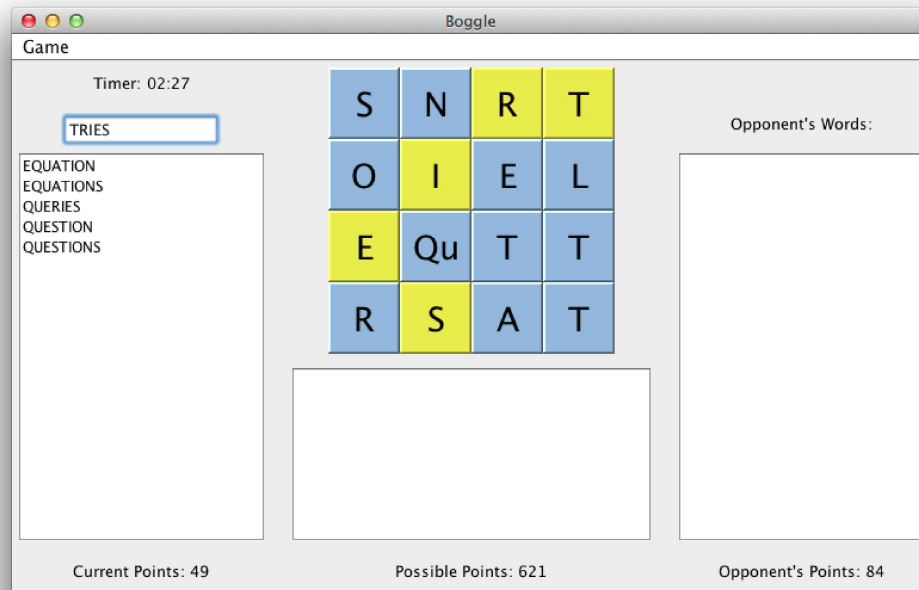 Boggle
Game
Timer: 02:27
TRIES
EQUATION
EQUATIONS
QUERIES
QUESTION
QUESTIONS
S N R T
O I E L
E Qu T T
R S A T
Opponent's Words:
Current Points: 49
Possible Points: 621
Opponent's Points: 84